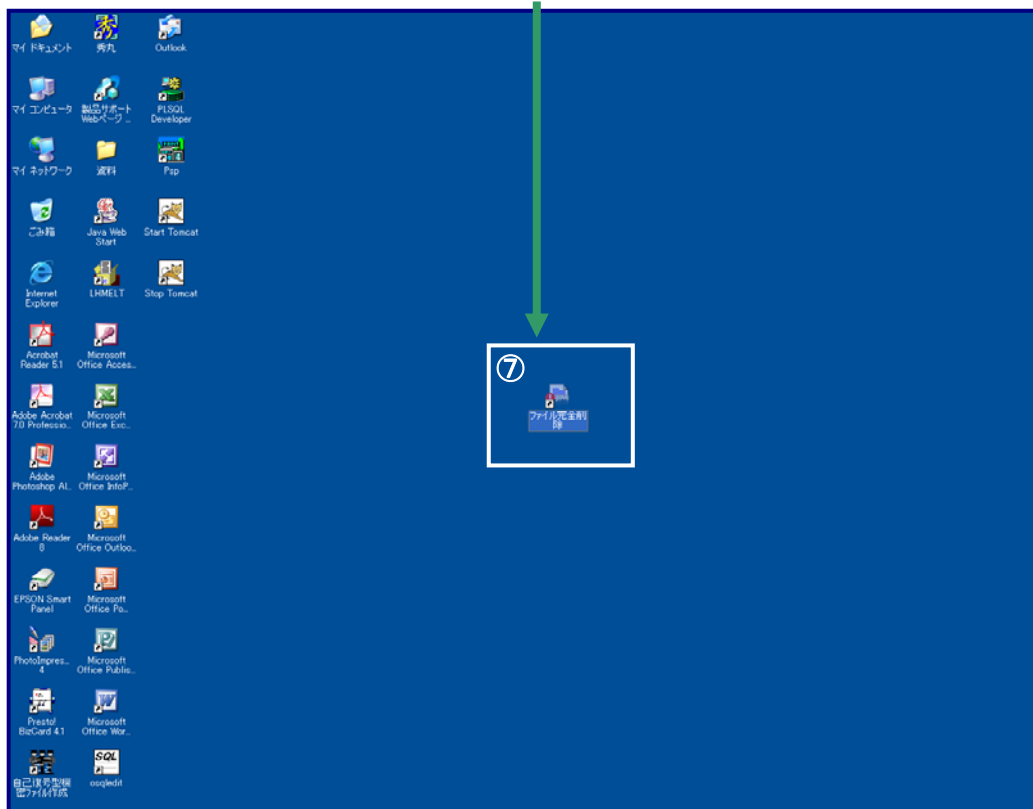 マイ ドキュメント
秀丸
Outlook
マイ コンピュータ
製品サポート
Webページ ...
PLSQL
Developer
マイ ネットワーク
資料
Psp
ごみ箱
Java Web
Start
Start Tomcat
Internet
Explorer
LHMELT
Stop Tomcat
Acrobat
Reader 5.1
Microsoft
Office Acces...
⑦
ファイル完全削
除
Adobe Acrobat
7.0 Professio...
Microsoft
Office Exc...
Adobe
Photoshop Al...
Microsoft
Office InfoP...
Adobe Reader
8
Microsoft
Office Outloo...
EPSON Smart
Panel
Microsoft
Office Po...
PhotoImpres...
4
Microsoft
Office Publis...
Presto!
BizCard 4.1
Microsoft
Office Wor...
自己復号型機
密ファイル作成
SQL
osqledit